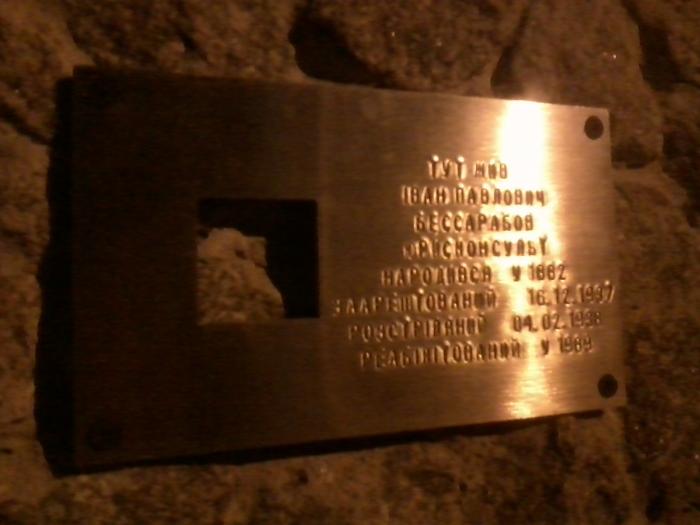 ТУТ ЖИВ
ІВАН ПАВЛОВИЧ
БЕССАРАБОВ
ЮРИСКОНСУЛЬТ
НАРОДИВСЯ У 1882
ЗААРЕШТОВАНИЙ 16.12.1937
РОЗСТРІЛЯНИЙ 04.02.1938
РЕАБІЛІТОВАНИЙ У 1989